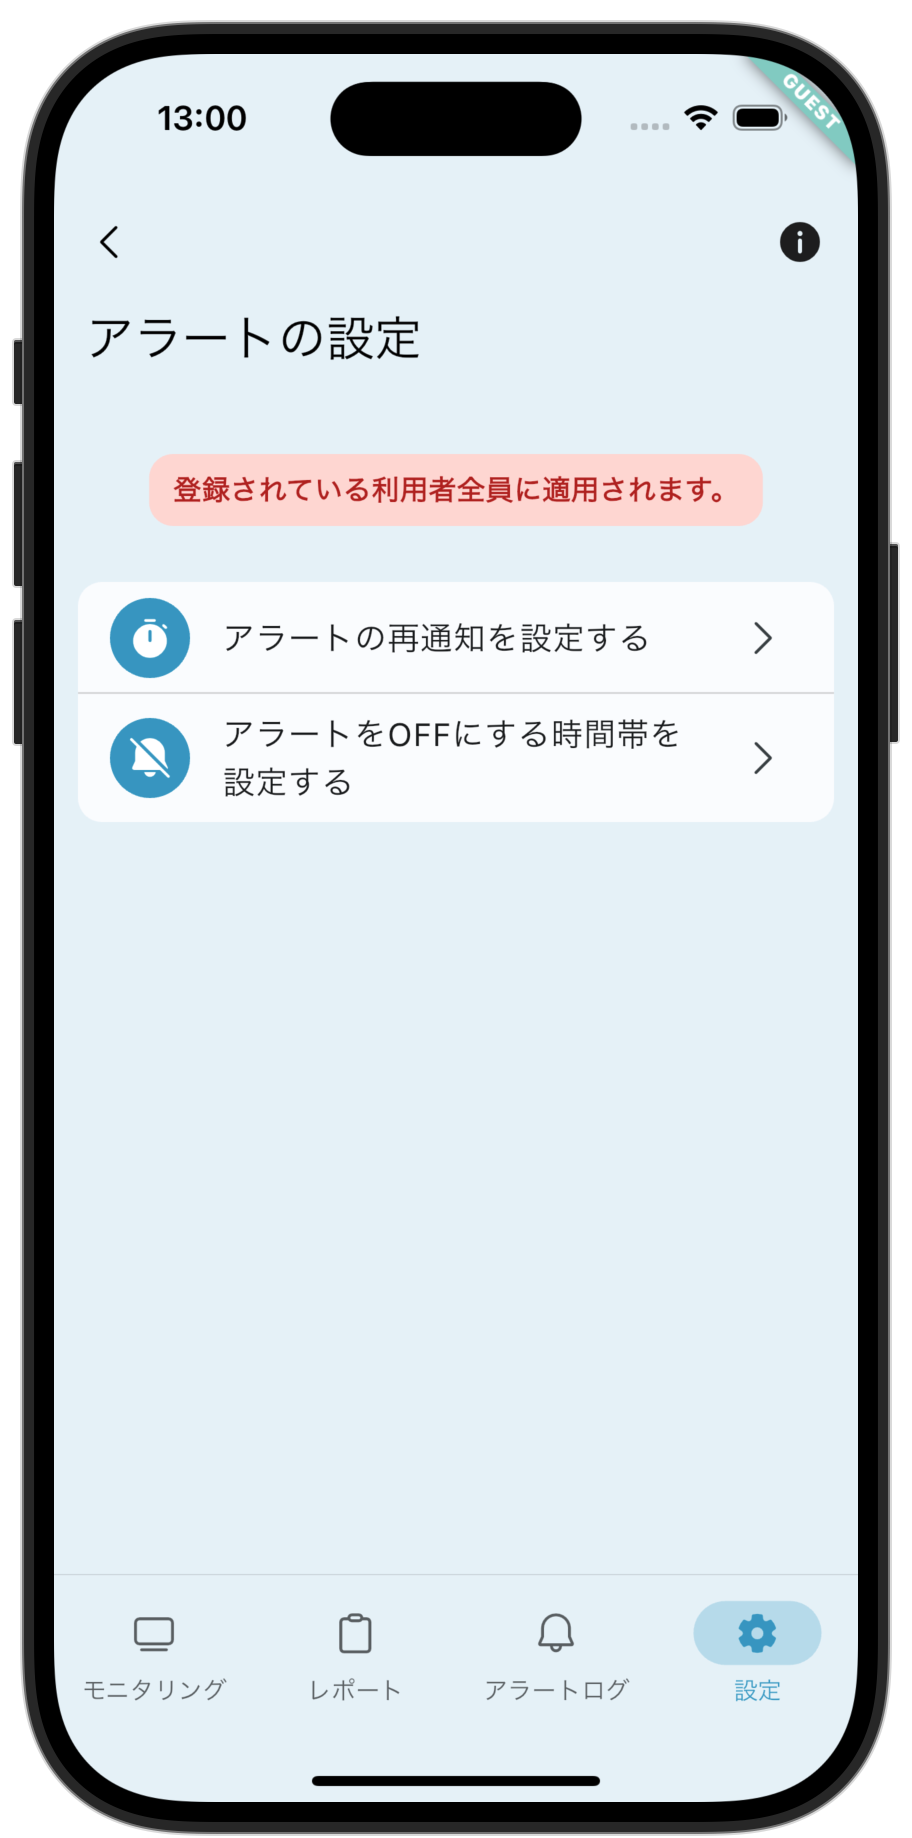 13:00
GUEST
アラートの設定
登録されている利用者全員に適用されます。
アラートの再通知を設定する
アラートをOFFにする時間帯を
設定する
モニタリング
レポート
アラートログ
設定